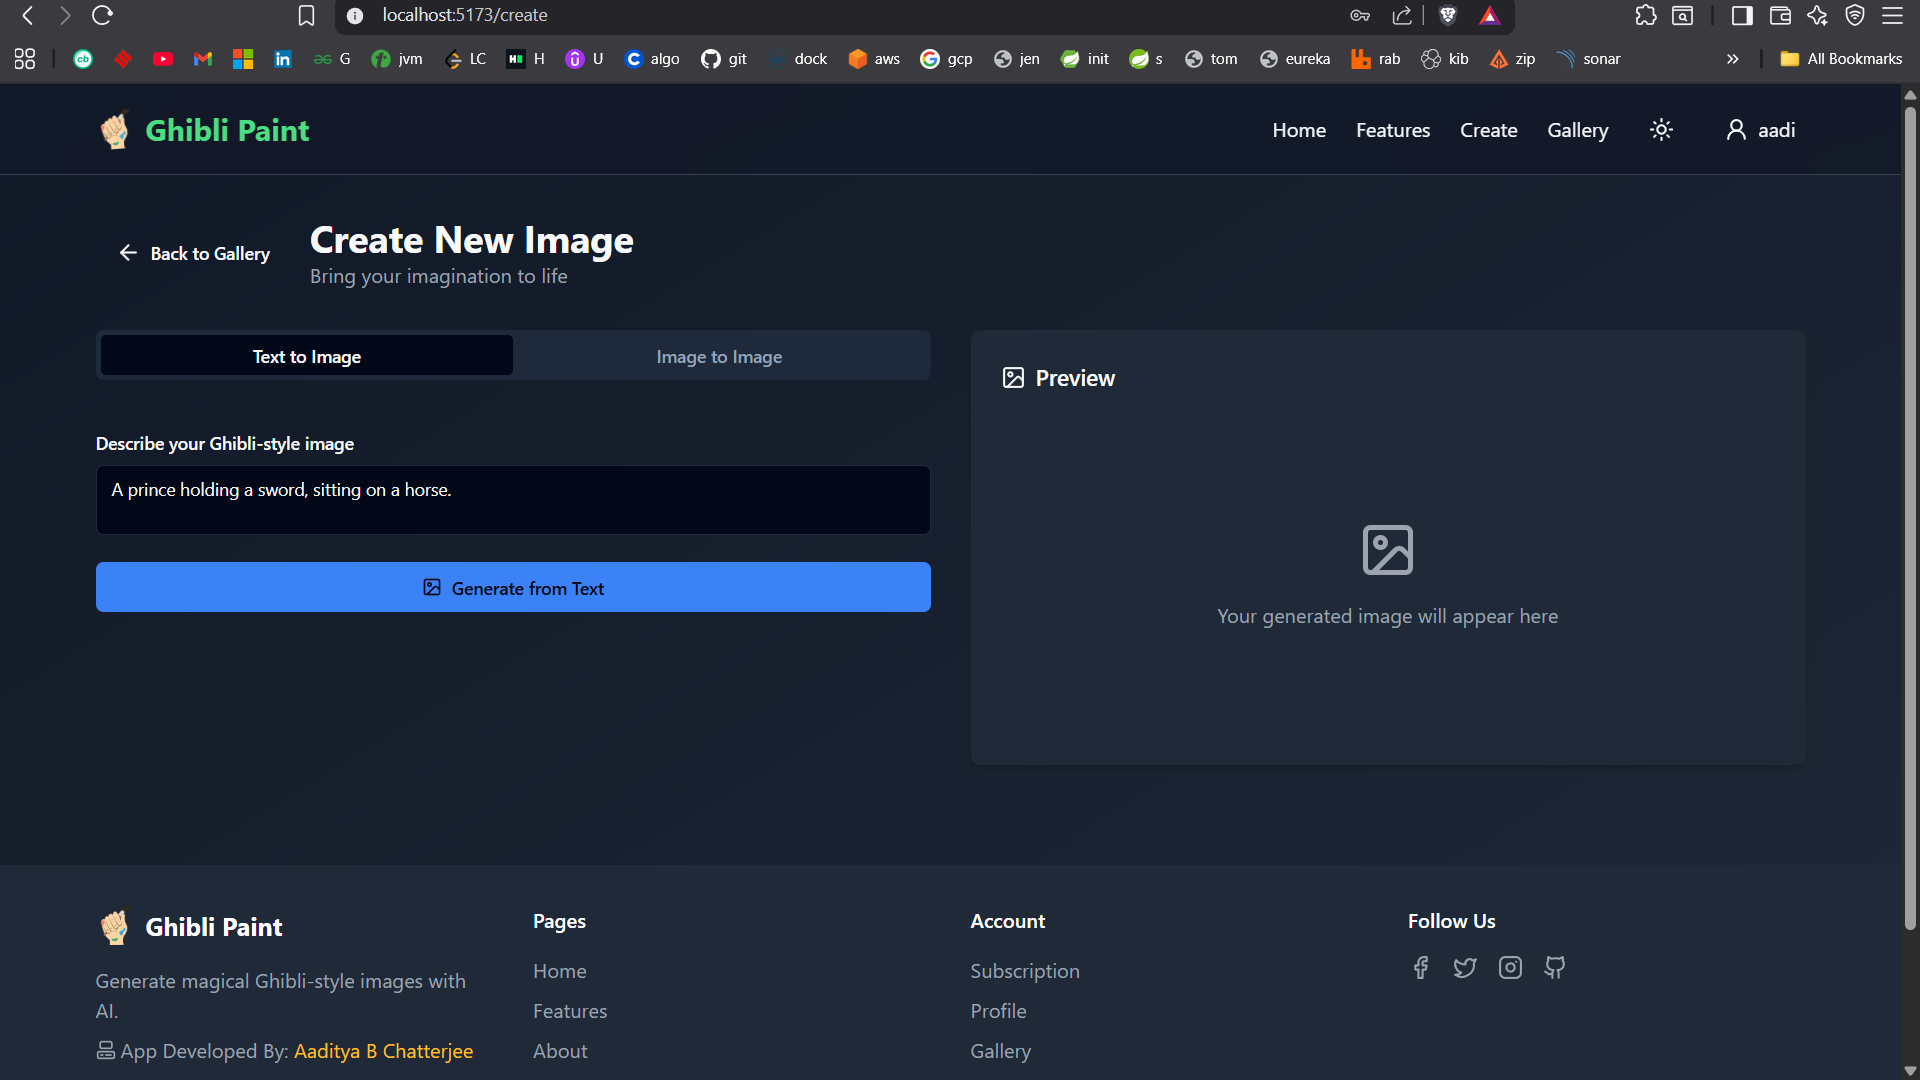 localhost:5173/create
G
jvm
LC
H
U
algo
git
dock
aws
gcp
jen
init
s
tom
eureka
rab
kib
zip
sonar
»
All Bookmarks
Ghibli Paint
Home
Features
Create
Gallery
aadi
Back to Gallery
Create New Image
Bring your imagination to life
Text to Image
Image to Image
Describe your Ghibli-style image
A prince holding a sword, sitting on a horse.
Generate from Text
Preview
Your generated image will appear here
Ghibli Paint
Generate magical Ghibli-style images with
AI.
App Developed By: Aaditya B Chatterjee
Pages
Home
Features
About
Account
Subscription
Profile
Gallery
Follow Us